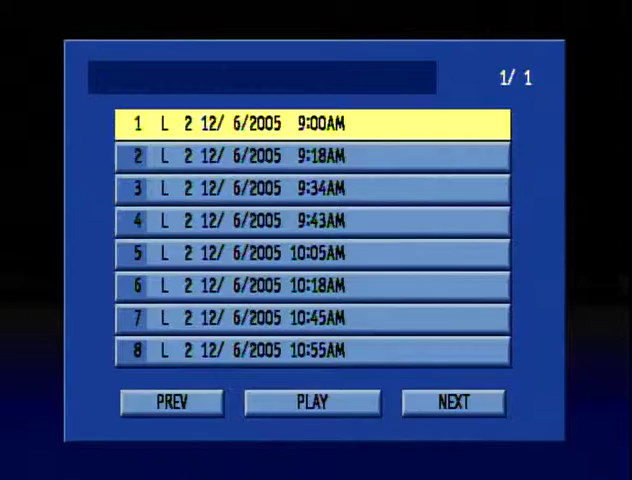 1/ 1
1 L 2 12/ 6/2005 9:00AM
2 L 2 12/ 6/2005 9:18AM
3 L 2 12/ 6/2005 9:34AM
4 L 2 12/ 6/2005 9:43AM
5 L 2 12/ 6/2005 10:05AM
6 L 2 12/ 6/2005 10:18AM
7 L 2 12/ 6/2005 10:45AM
8 L 2 12/ 6/2005 10:55AM
PREV PLAY NEXT